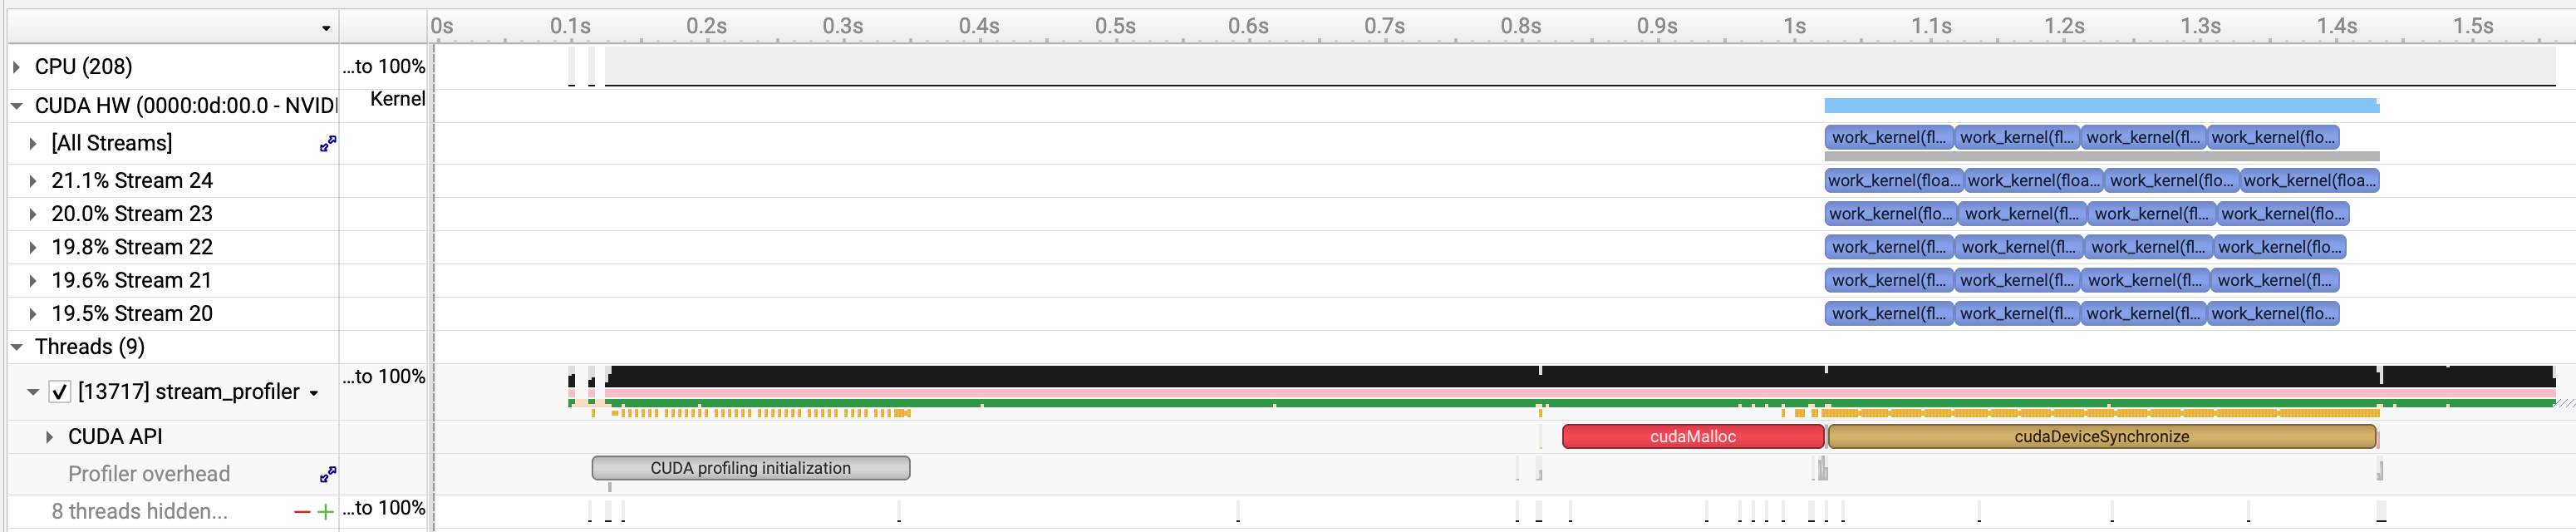 0s 0.1s 0.2s 0.3s 0.4s 0.5s 0.6s 0.7s 0.8s 0.9s 1s 1.1s 1.2s 1.3s 1.4s 1.5s
CPU (208) ...to 100%
CUDA HW (0000:0d:00.0 - NVIDI Kernel
[All Streams] work_kernel(fl... work_kernel(fl... work_kernel(fl... work_kernel(flo...
21.1% Stream 24 work_kernel(floa... work_kernel(floa... work_kernel(flo... work_kernel(floa...
20.0% Stream 23 work_kernel(flo... work_kernel(fl... work_kernel(fl... work_kernel(flo...
19.8% Stream 22 work_kernel(fl... work_kernel(fl... work_kernel(fl... work_kernel(flo...
19.6% Stream 21 work_kernel(fl... work_kernel(fl... work_kernel(fl... work_kernel(fl...
19.5% Stream 20 work_kernel(fl... work_kernel(fl... work_kernel(fl... work_kernel(flo...
Threads (9)
[13717] stream_profiler ...to 100%
CUDA API cudaMalloc cudaDeviceSynchronize
Profiler overhead CUDA profiling initialization
8 threads hidden... ...to 100%